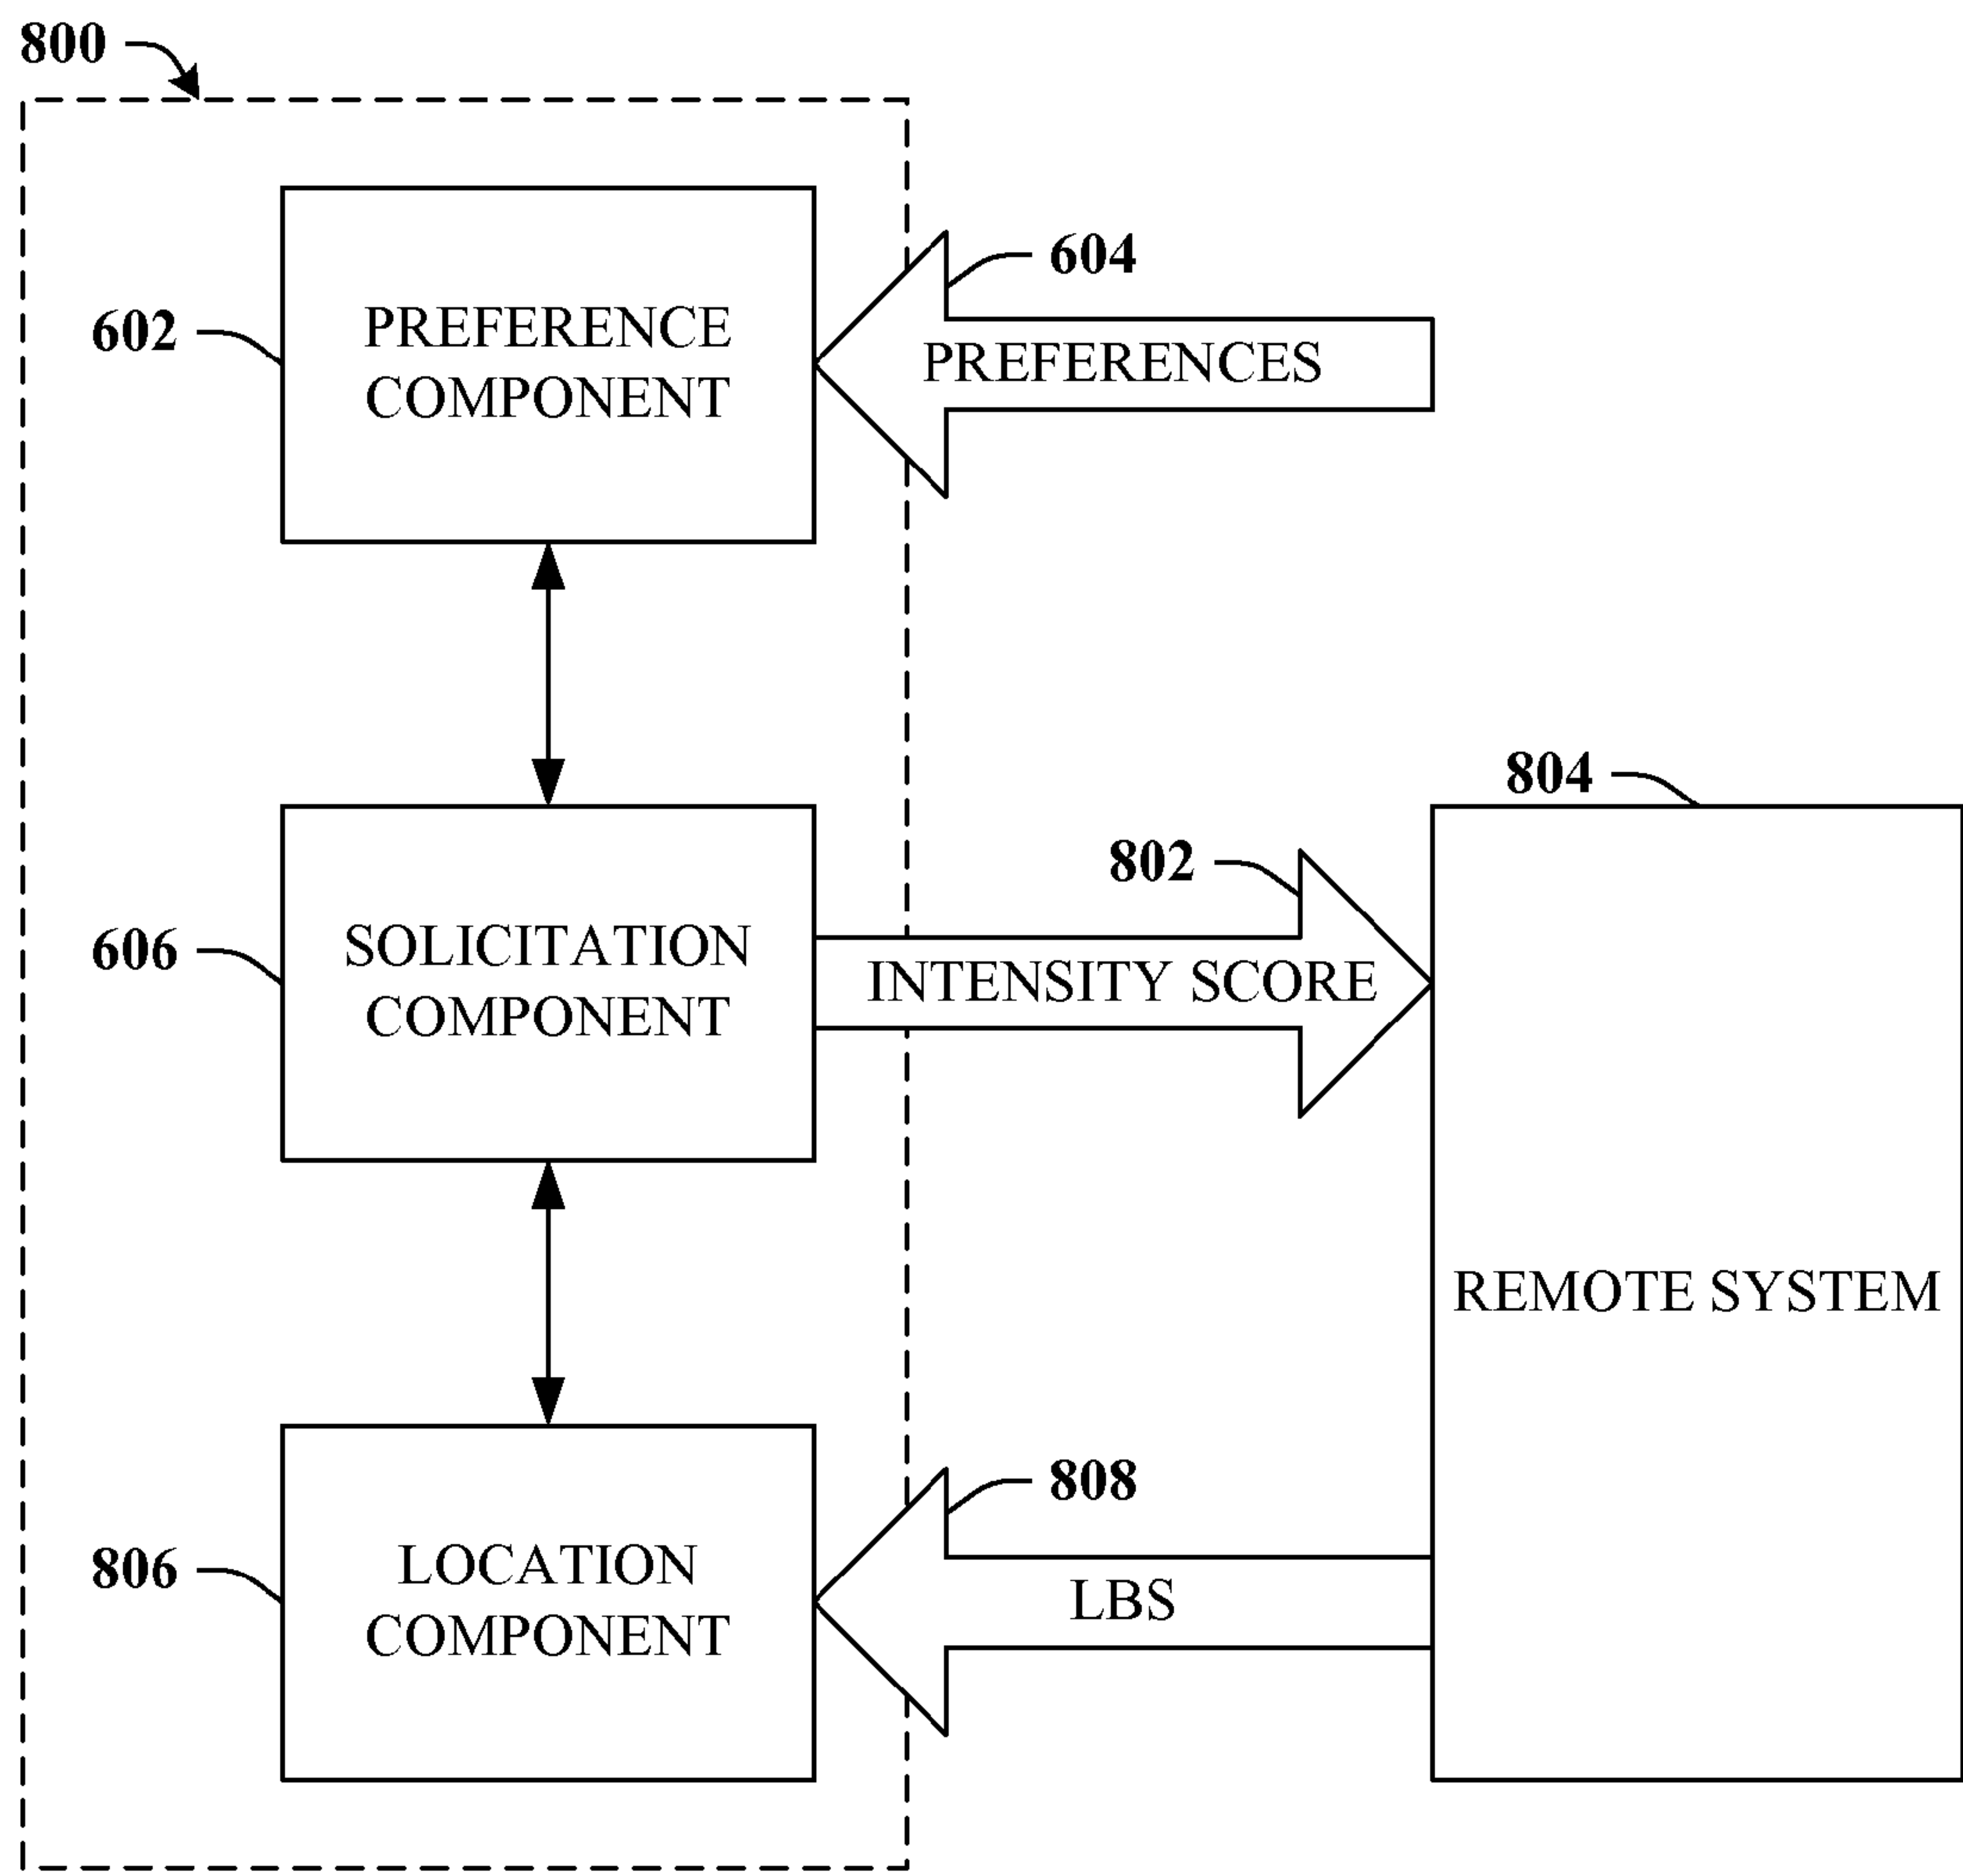 800
604
602
PREFERENCE
COMPONENT
PREFERENCES
804
802
606
SOLICITATION
COMPONENT
INTENSITY SCORE
REMOTE SYSTEM
808
806
LOCATION
COMPONENT
LBS